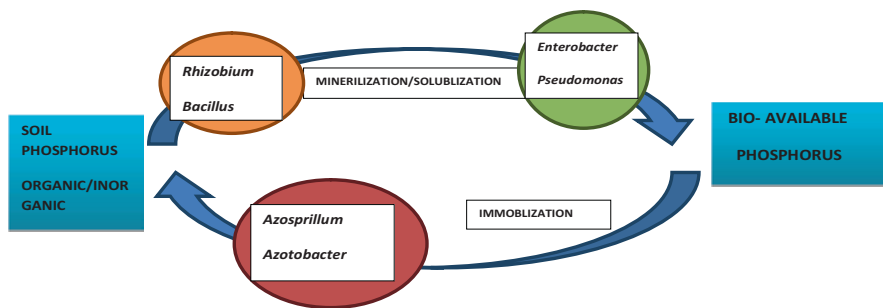 Rhizobium
Bacillus
MINERILIZATION/SOLUBLIZATION
Enterobacter
Pseudomonas
SOIL
PHOSPHORUS
ORGANIC/INOR
GANIC
BIO- AVAILABLE
PHOSPHORUS
Azosprillum
Azotobacter
IMMOBLIZATION